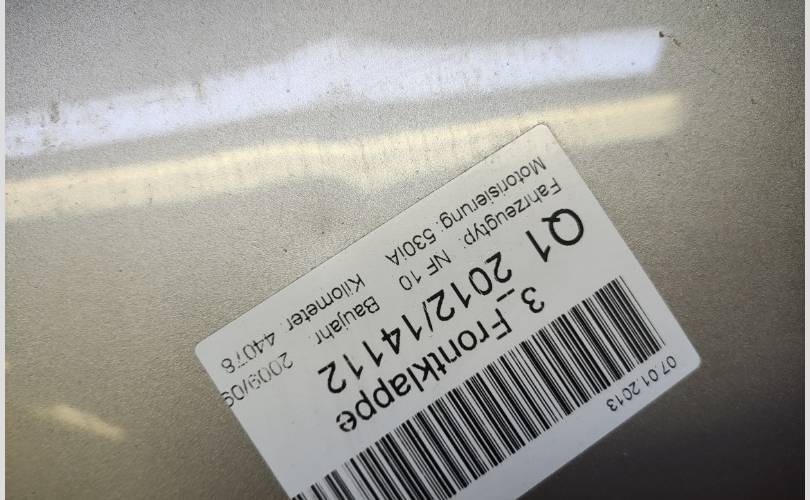 07.01.2013
3_Frontklappe
Q1 2012/14112
Fahrzeugtyp: NF 10 Baujahr: 2009/09
Motorisierung: 530iA Kilometer: 44078